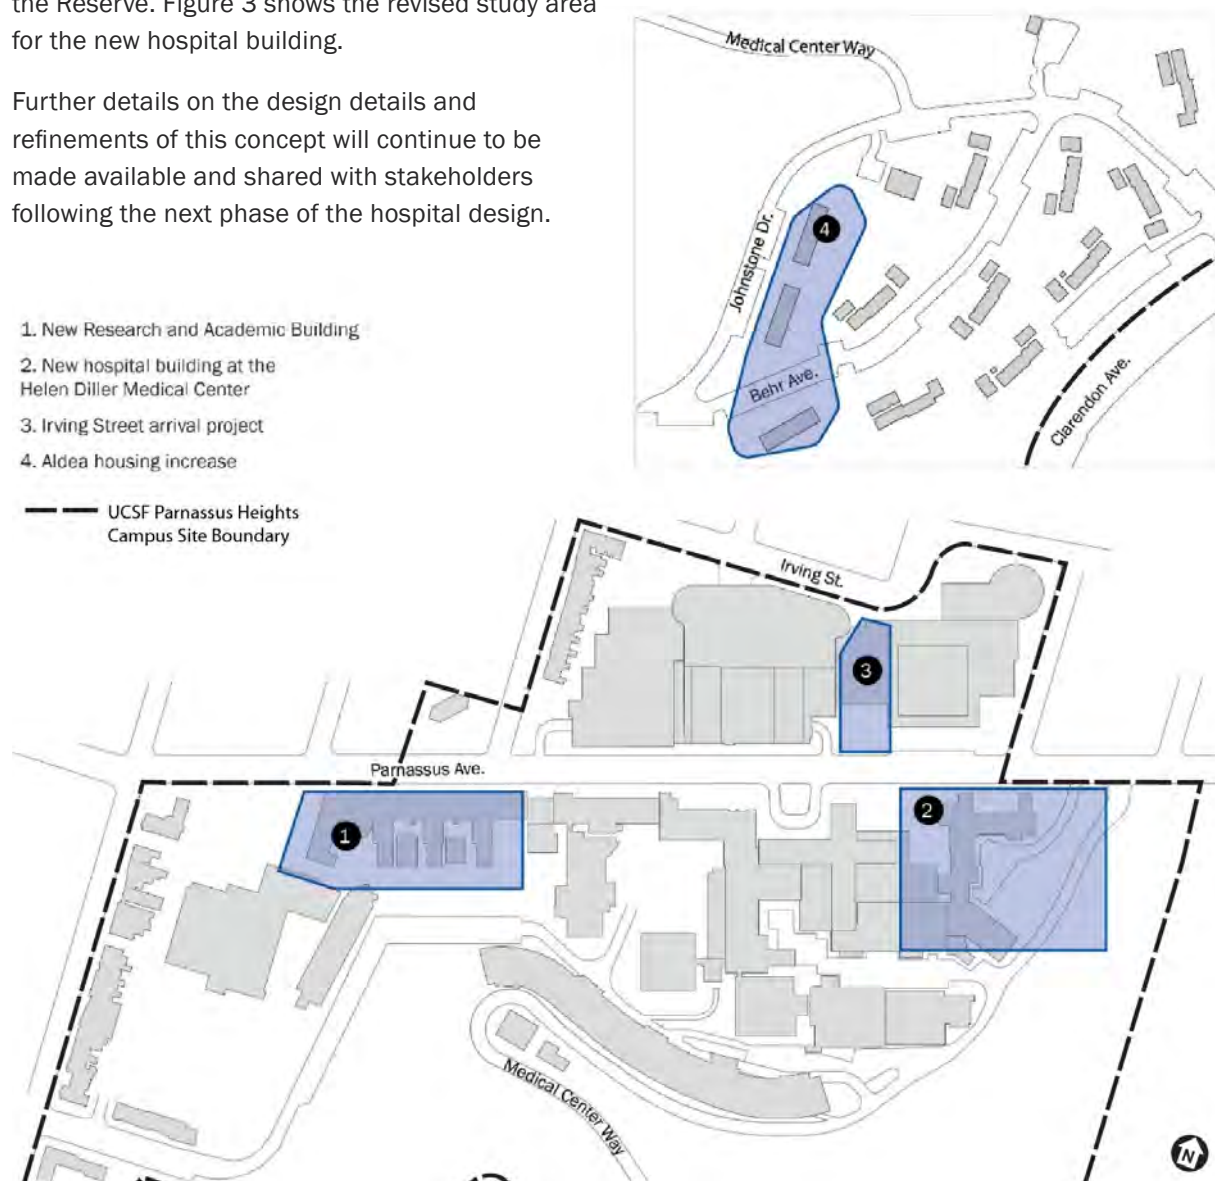 the Reserve. Figure 3 shows the revised study area
for the new hospital building.
Further details on the design details and
refinements of this concept will continue to be
made available and shared with stakeholders
following the next phase of the hospital design.
1. New Research and Academic Building
2. New hospital building at the
Helen Diller Medical Center
3. Irving Street arrival project
4. Aldea housing increase
UCSF Parnassus Heights
Campus Site Boundary
Medical Center Way
4
Johnstone Dr.
Behr Ave.
Clarendon Ave.
Irving St.
3
Parnassus Ave.
1
2
Medical Center Way
N